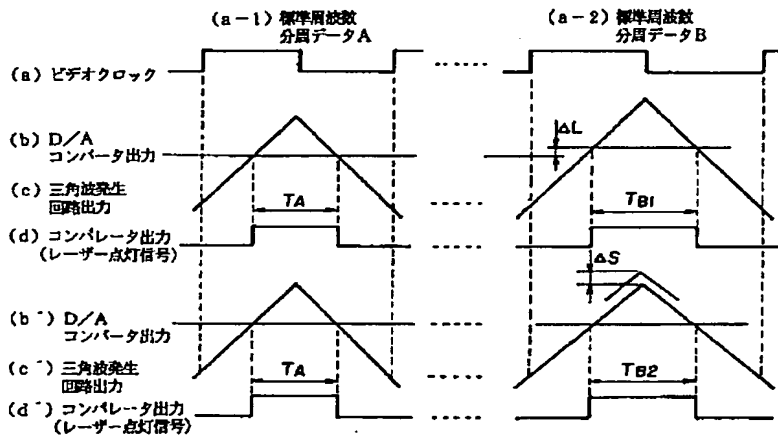 (a-1) 標準周波数
分周データA
(a-2) 標準周波数
分周データB
(a) ビデオクロック
(b) D/A
コンバータ出力
ΔL
(c) 三角波発生
回路出力
TA
TB1
(d) コンパレータ出力
(レーザー点灯信号)
ΔS
(b´) D/A
コンバータ出力
(c´) 三角波発生
回路出力
TA
TB2
(d´) コンパレータ出力
(レーザー点灯信号)